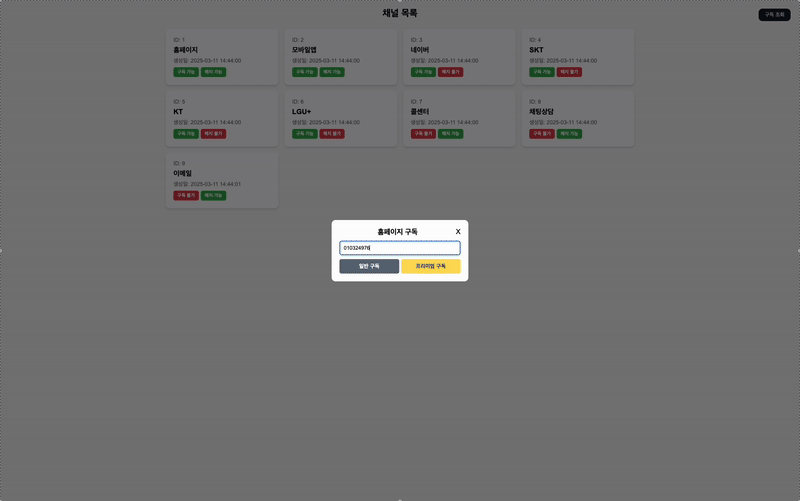 채널 목록
구독 조회
ID: 1
홈페이지
생성일: 2025-03-11 14:44:00
구독 가능 해지 가능
ID: 2
모바일앱
생성일: 2025-03-11 14:44:00
구독 가능 해지 가능
ID: 3
네이버
생성일: 2025-03-11 14:44:00
구독 가능 해지 불가
ID: 4
SKT
생성일: 2025-03-11 14:44:00
구독 가능 해지 불가
ID: 5
KT
생성일: 2025-03-11 14:44:00
구독 가능 해지 불가
ID: 6
LGU+
생성일: 2025-03-11 14:44:00
구독 가능 해지 불가
ID: 7
콜센터
생성일: 2025-03-11 14:44:00
구독 불가 해지 가능
ID: 8
채팅상담
생성일: 2025-03-11 14:44:00
구독 불가 해지 가능
ID: 9
이메일
생성일: 2025-03-11 14:44:01
구독 불가 해지 가능
홈페이지 구독 X
010324976
일반 구독 프리미엄 구독